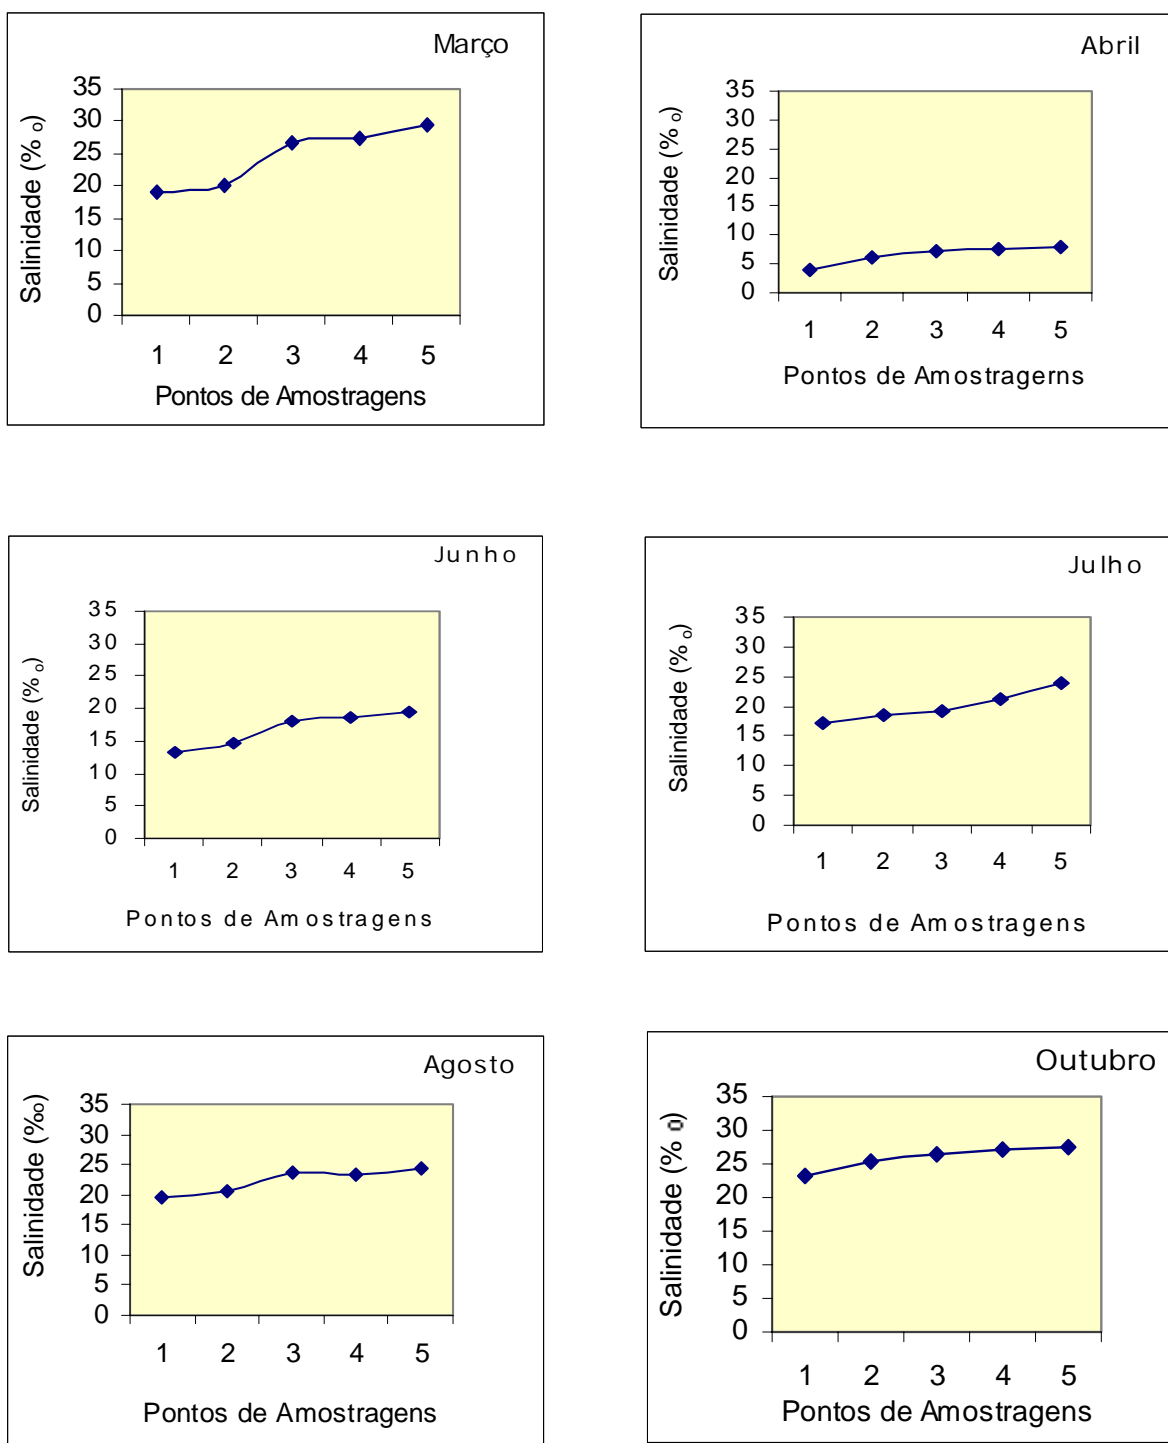 Março
Salinidade (%o)
35
30
25
20
15
10
5
0
1 2 3 4 5
Pontos de Amostragens
Abril
Salinidade (%o)
35
30
25
20
15
10
5
0
1 2 3 4 5
Pontos de Amostragerns
Junho
Salinidade (%o)
35
30
25
20
15
10
5
0
1 2 3 4 5
Pontos de Amostragens
Julho
Salinidade (%o)
35
30
25
20
15
10
5
0
1 2 3 4 5
Pontos de Amostragens
Agosto
Salinidade (%o)
35
30
25
20
15
10
5
0
1 2 3 4 5
Pontos de Amostragens
Outubro
Salinidade (% 0)
35
30
25
20
15
10
5
0
1 2 3 4 5
Pontos de Amostragens